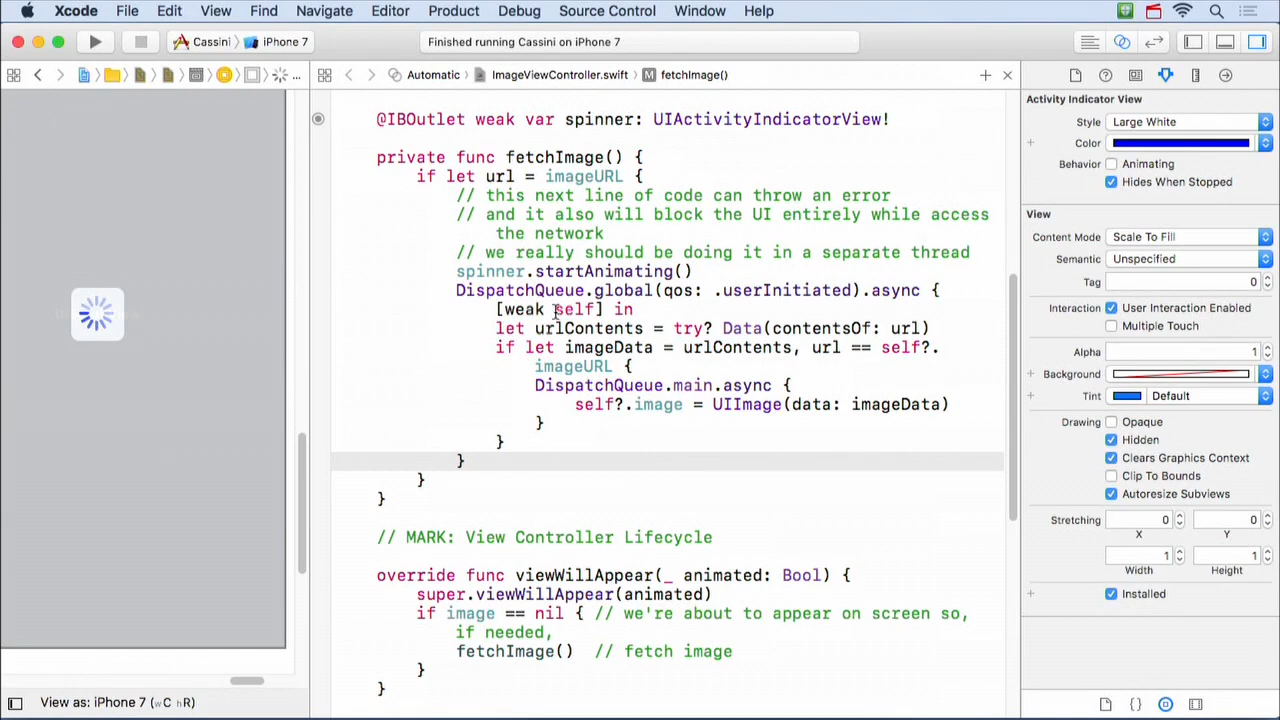 Xcode File Edit View Find Navigate Editor Product Debug Source Control Window Help
Cassini iPhone 7 Finished running Cassini on iPhone 7
... Automatic ImageViewController.swift M fetchImage()
@IBOutlet weak var spinner: UIActivityIndicatorView!
private func fetchImage() {
if let url = imageURL {
// this next line of code can throw an error
// and it also will block the UI entirely while access
the network
// we really should be doing it in a separate thread
spinner.startAnimating()
DispatchQueue.global(qos: .userInitiated).async {
[weak self] in
let urlContents = try? Data(contentsOf: url)
if let imageData = urlContents, url == self?.
imageURL {
DispatchQueue.main.async {
self?.image = UIImage(data: imageData)
}
}
}
}
}
// MARK: View Controller Lifecycle
override func viewWillAppear(_ animated: Bool) {
super.viewWillAppear(animated)
if image == nil { // we're about to appear on screen so,
if needed,
fetchImage() // fetch image
}
}
Activity Indicator View
Style Large White
Color
Behavior Animating
Hides When Stopped
View
Content Mode Scale To Fill
Semantic Unspecified
Tag 0
Interaction User Interaction Enabled
Multiple Touch
Alpha 1
Background
Tint Default
Drawing Opaque
Hidden
Clears Graphics Context
Clip To Bounds
Autoresize Subviews
Stretching 0 0
X Y
1 1
Width Height
Installed
View as: iPhone 7 (wC hR)